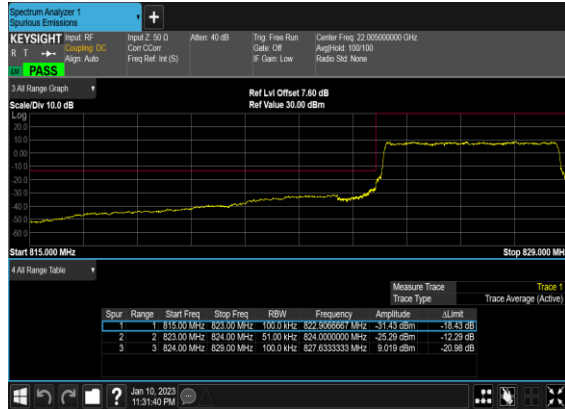 Spectrum Analyzer 1
Spurious Emissions
+
KEYSIGHT Input: RF Input Z: 50 Ω Atten: 40 dB Trig: Free Run Center Freq: 22.005000000 GHz
R T Coupling: DC Corr CCorr Gate: Off Avg|Hold: 100/100
Align: Auto Freq Ref: Int (S) IF Gain: Low Radio Std: None
LV PASS
3 All Range Graph Ref Lvl Offset 7.60 dB
Scale/Div 10.0 dB Ref Value 30.00 dBm
Log
20.0
10.0
0.00
-10.0
-20.0
-30.0
-40.0
-50.0
-60.0
Start 815.000 MHz Stop 829.000 MH
4 All Range Table
Measure Trace Trace 1
Trace Type Trace Average (Active)
Spur Range Start Freq Stop Freq RBW Frequency Amplitude ΔLimit
1 1 815.00 MHz 823.00 MHz 100.0 kHz 822.9066667 MHz -31.43 dBm -18.43 dB
2 2 823.00 MHz 824.00 MHz 51.00 kHz 824.0000000 MHz -25.29 dBm -12.29 dB
3 3 824.00 MHz 829.00 MHz 100.0 kHz 827.6333333 MHz 9.019 dBm -20.98 dB
? Jan 10, 2023
11:31:40 PM